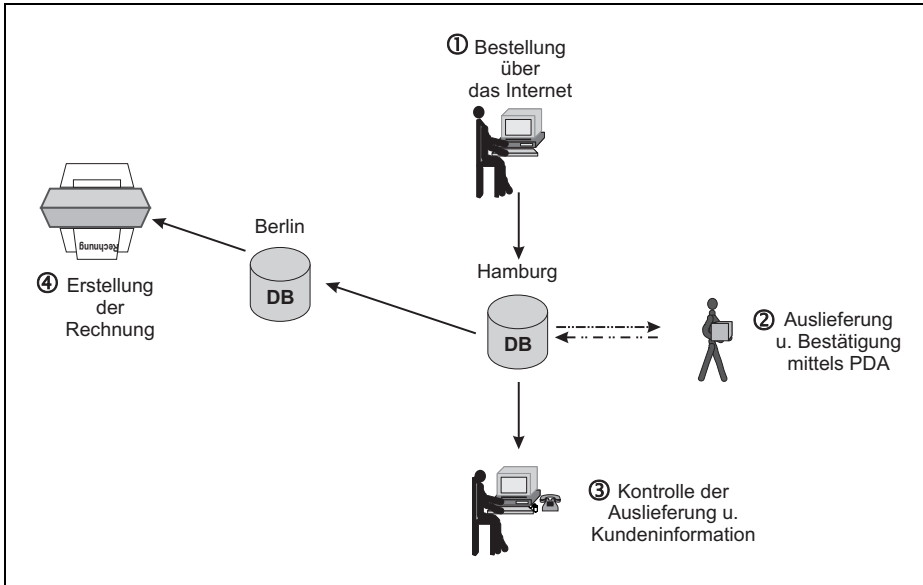 ① Bestellung
über
das Internet
Rechnung
Berlin
DB
④ Erstellung
der
Rechnung
Hamburg
DB
② Auslieferung
u. Bestätigung
mittels PDA
③ Kontrolle der
Auslieferung u.
Kundeninformation